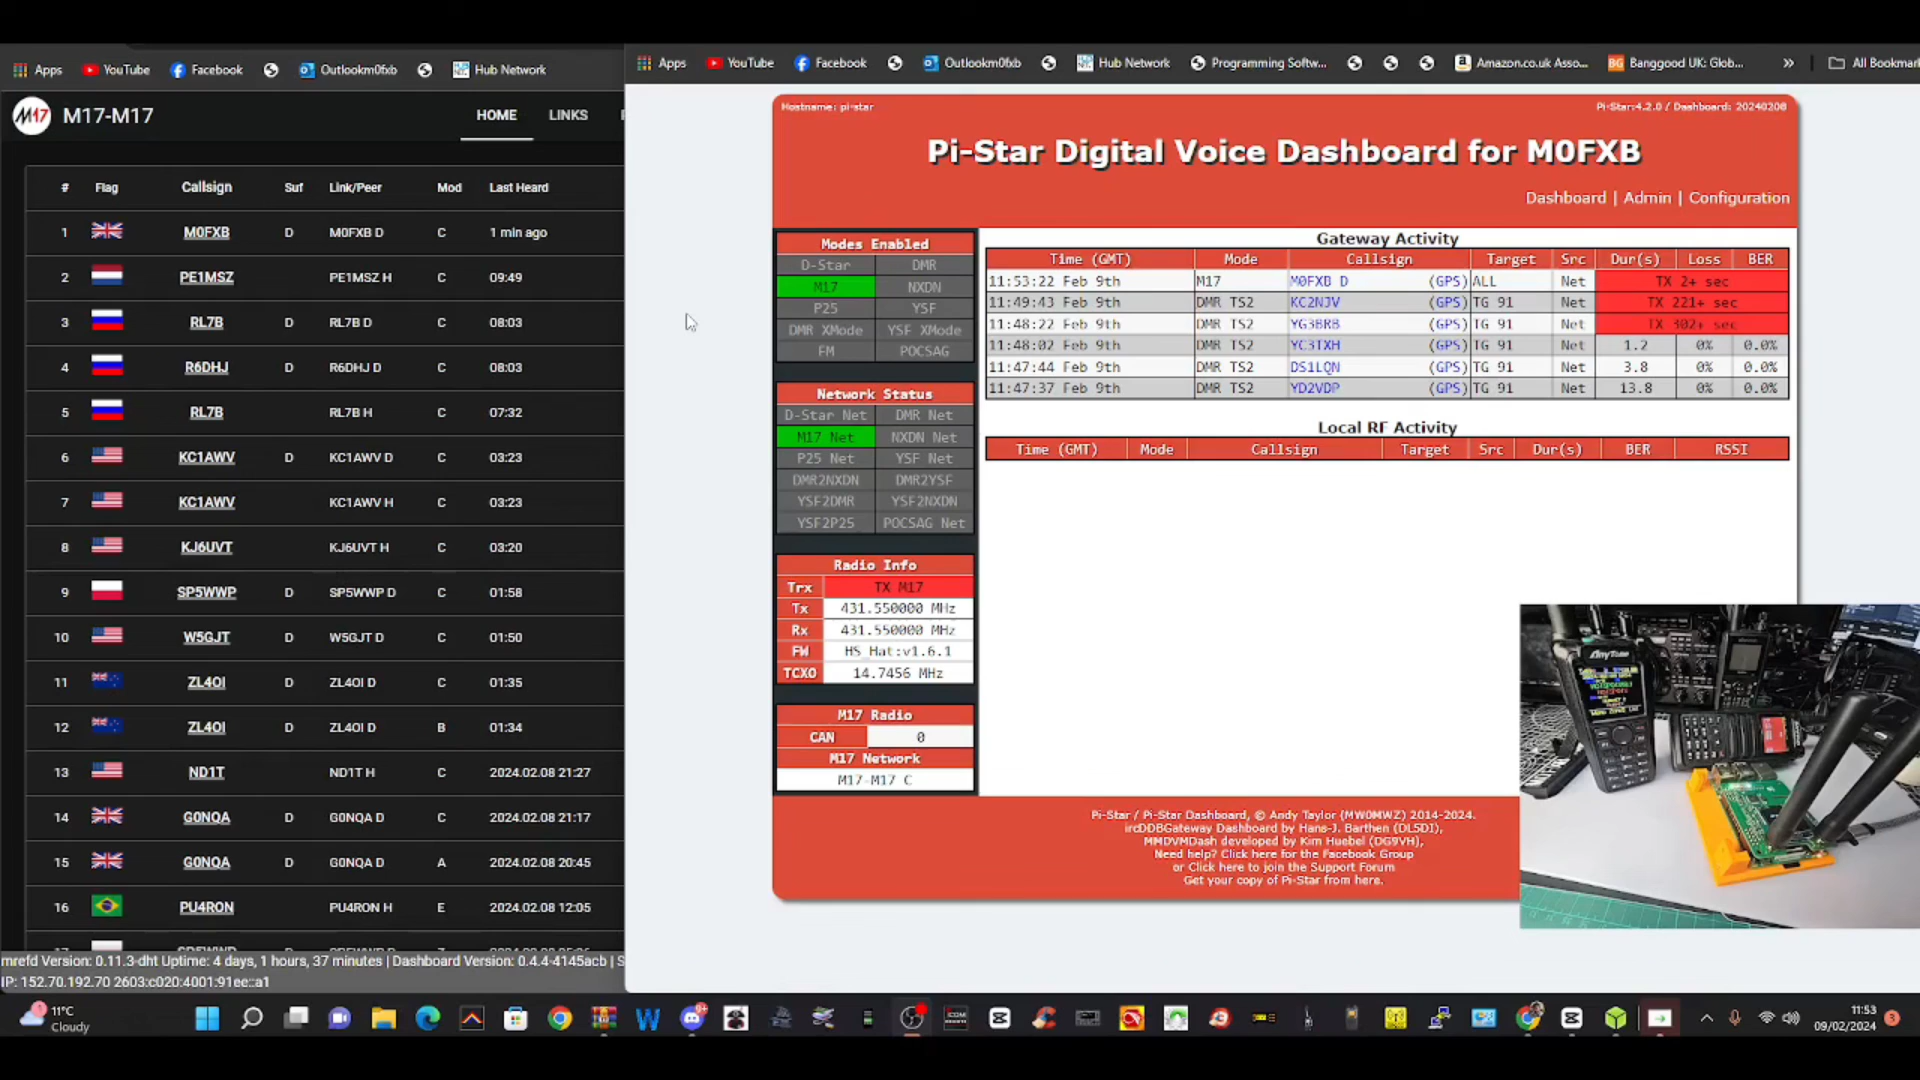 Apps YouTube Facebook Outlookm0fxb Hub Network
M17 M17-M17 HOME LINKS
# Flag Callsign Suf Link/Peer Mod Last Heard
1 M0FXB D M0FXB D C 1 min ago
2 PE1MSZ PE1MSZ H C 09:49
3 RL7B D RL7B D C 08:03
4 R6DHJ D R6DHJ D C 08:03
5 RL7B RL7B H C 07:32
6 KC1AWV D KC1AWV D C 03:23
7 KC1AWV KC1AWV H C 03:23
8 KJ6UVT KJ6UVT H C 03:20
9 SP5WWP D SP5WWP D C 01:58
10 W5GJT D W5GJT D C 01:50
11 ZL4OI D ZL4OI D C 01:35
12 ZL4OI D ZL4OI D B 01:34
13 ND1T ND1T H C 2024.02.08 21:27
14 G0NQA D G0NQA D C 2024.02.08 21:17
15 G0NQA D G0NQA D A 2024.02.08 20:45
16 PU4RON PU4RON H E 2024.02.08 12:05
mrefd Version: 0.11.3-dht Uptime: 4 days, 1 hours, 37 minutes | Dashboard Version: 0.4.4-4145acb | S
IP: 152.70.192.70 2603:c020:4001:91ee::a1
Apps YouTube Facebook Outlookm0fxb Hub Network Programming Softw... Amazon.co.uk Asso... BG Banggood UK: Glob... » All Bookmar
Hostname: pi-star Pi-Star:4.2.0 / Dashboard: 20240208
Pi-Star Digital Voice Dashboard for M0FXB
Dashboard | Admin | Configuration
Modes Enabled
D-Star DMR
M17 NXDN
P25 YSF
DMR XMode YSF XMode
FM POCSAG
Network Status
D-Star Net DMR Net
M17 Net NXDN Net
P25 Net YSF Net
DMR2NXDN DMR2YSF
YSF2DMR YSF2NXDN
YSF2P25 POCSAG Net
Radio Info
Trx TX M17
Tx 431.550000 MHz
Rx 431.550000 MHz
FW HS_Hat:v1.6.1
TCXO 14.7456 MHz
M17 Radio
CAN 0
M17 Network
M17-M17 C
Gateway Activity
Time (GMT) Mode Callsign Target Src Dur(s) Loss BER
11:53:22 Feb 9th M17 M0FXB D (GPS) ALL Net TX 2+ sec
11:49:43 Feb 9th DMR TS2 KC2NJV (GPS) TG 91 Net TX 221+ sec
11:48:22 Feb 9th DMR TS2 YG3BRB (GPS) TG 91 Net TX 302+ sec
11:48:02 Feb 9th DMR TS2 YC3TXH (GPS) TG 91 Net 1.2 0% 0.0%
11:47:44 Feb 9th DMR TS2 DS1LQN (GPS) TG 91 Net 3.8 0% 0.0%
11:47:37 Feb 9th DMR TS2 YD2VDP (GPS) TG 91 Net 13.8 0% 0.0%
Local RF Activity
Time (GMT) Mode Callsign Target Src Dur(s) BER RSSI
Pi-Star / Pi-Star Dashboard, © Andy Taylor (MW0MWZ) 2014-2024.
ircDDBGateway Dashboard by Hans-J. Barthen (DL5DI),
MMDVMDash developed by Kim Huebel (DG9VH),
Need help? Click here for the Facebook Group
or Click here to join the Support Forum
Get your copy of Pi-Star from here.
AnyTone
11°C
Cloudy
11:53
09/02/2024
3